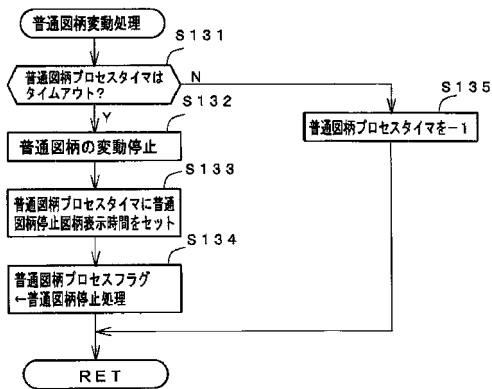 普通図柄変動処理
S131
普通図柄プロセスタイマは
タイムアウト?
N
S135
普通図柄プロセスタイマを−1
Y
S132
普通図柄の変動停止
S133
普通図柄プロセスタイマに普通
図柄停止図柄表示時間をセット
S134
普通図柄プロセスフラグ
←普通図柄停止処理
RET